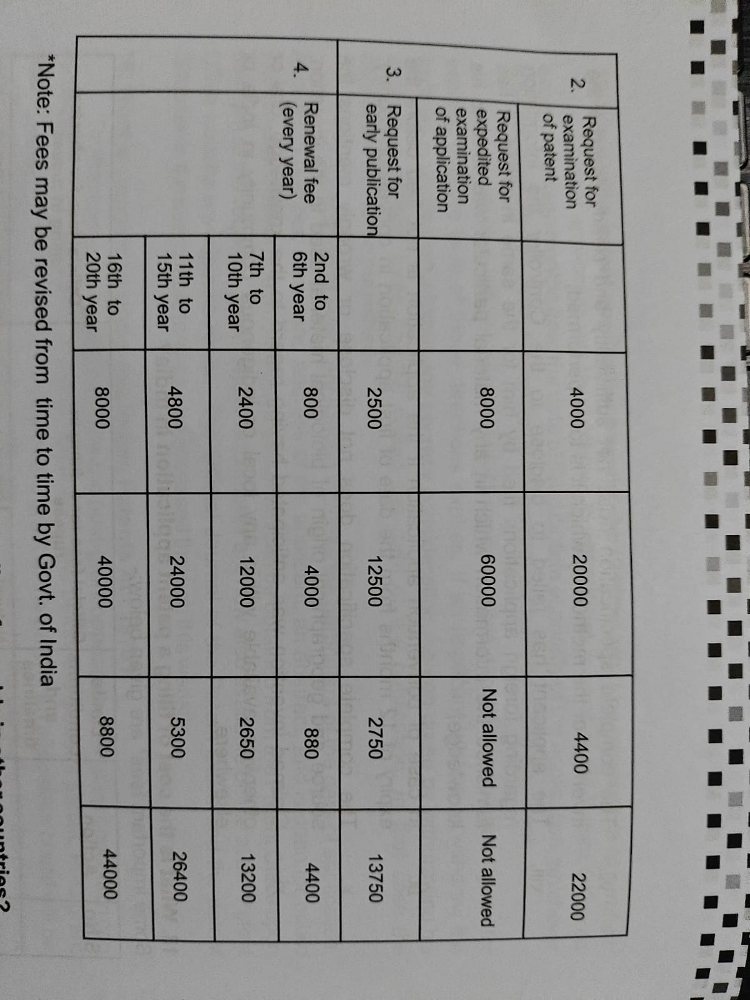 2.
Request for
examination
of patent
4000
20000
4400
22000
Request for
expedited
examination
of application
8000
60000
Not allowed
Not allowed
3.
Request for
early publication
2500
12500
2750
13750
4.
Renewal fee
(every year)
2nd to
6th year
800
4000
880
4400
7th to
10th year
2400
12000
2650
13200
11th to
15th year
4800
24000
5300
26400
16th to
20th year
8000
40000
8800
44000
*Note: Fees may be revised from time to time by Govt. of India